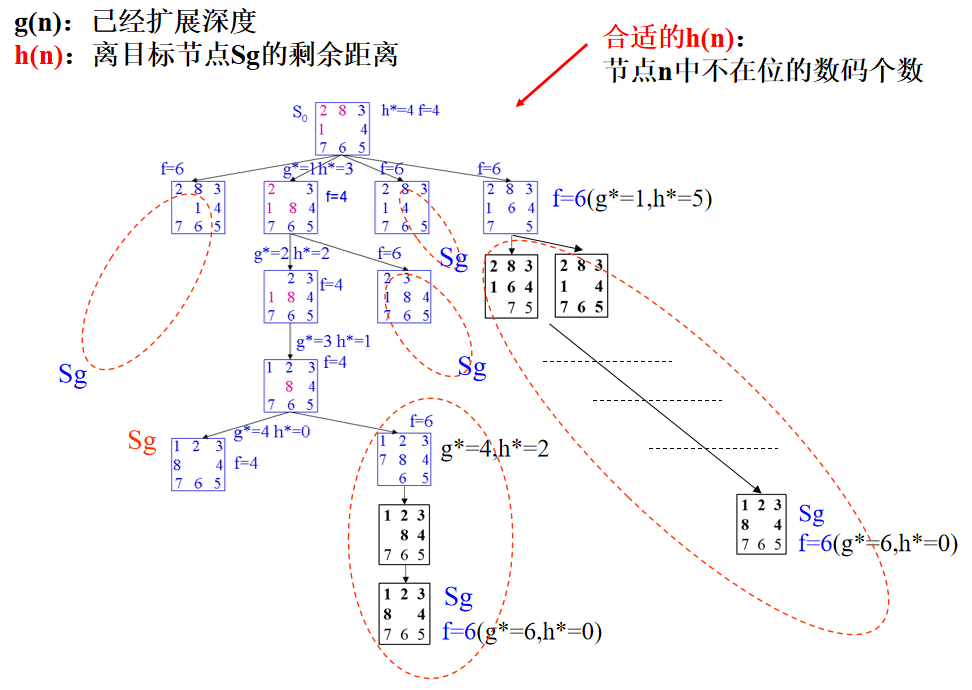 g(n)：已经扩展深度
h(n)：离目标节点Sg的剩余距离
合适的h(n)：
节点n中不在位的数码个数
S0
2 8 3
1 4
7 6 5
h*=4 f=4
f=6
g*=1h*=3
f=6
f=6
2 8 3
1 4
7 6 5
2 3
1 8 4
7 6 5
f=4
2 8 3
1 4
7 6 5
2 8 3
1 6 4
7 5
f=6(g*=1,h*=5)
g*=2 h*=2
f=6
Sg
2 3
1 8 4
7 6 5
f=4
2 3
1 8 4
7 6 5
2 8 3
1 6 4
7 5
2 8 3
1 4
7 6 5
g*=3 h*=1
Sg
1 2 3
8 4
7 6 5
f=4
Sg
Sg
g*=4 h*=0
1 2 3
8 4
7 6 5
f=4
f=6
1 2 3
7 8 4
6 5
g*=4,h*=2
1 2 3
8 4
7 6 5
1 2 3
8 4
7 6 5
Sg
f=6(g*=6,h*=0)
1 2 3
8 4
7 6 5
Sg
f=6(g*=6,h*=0)